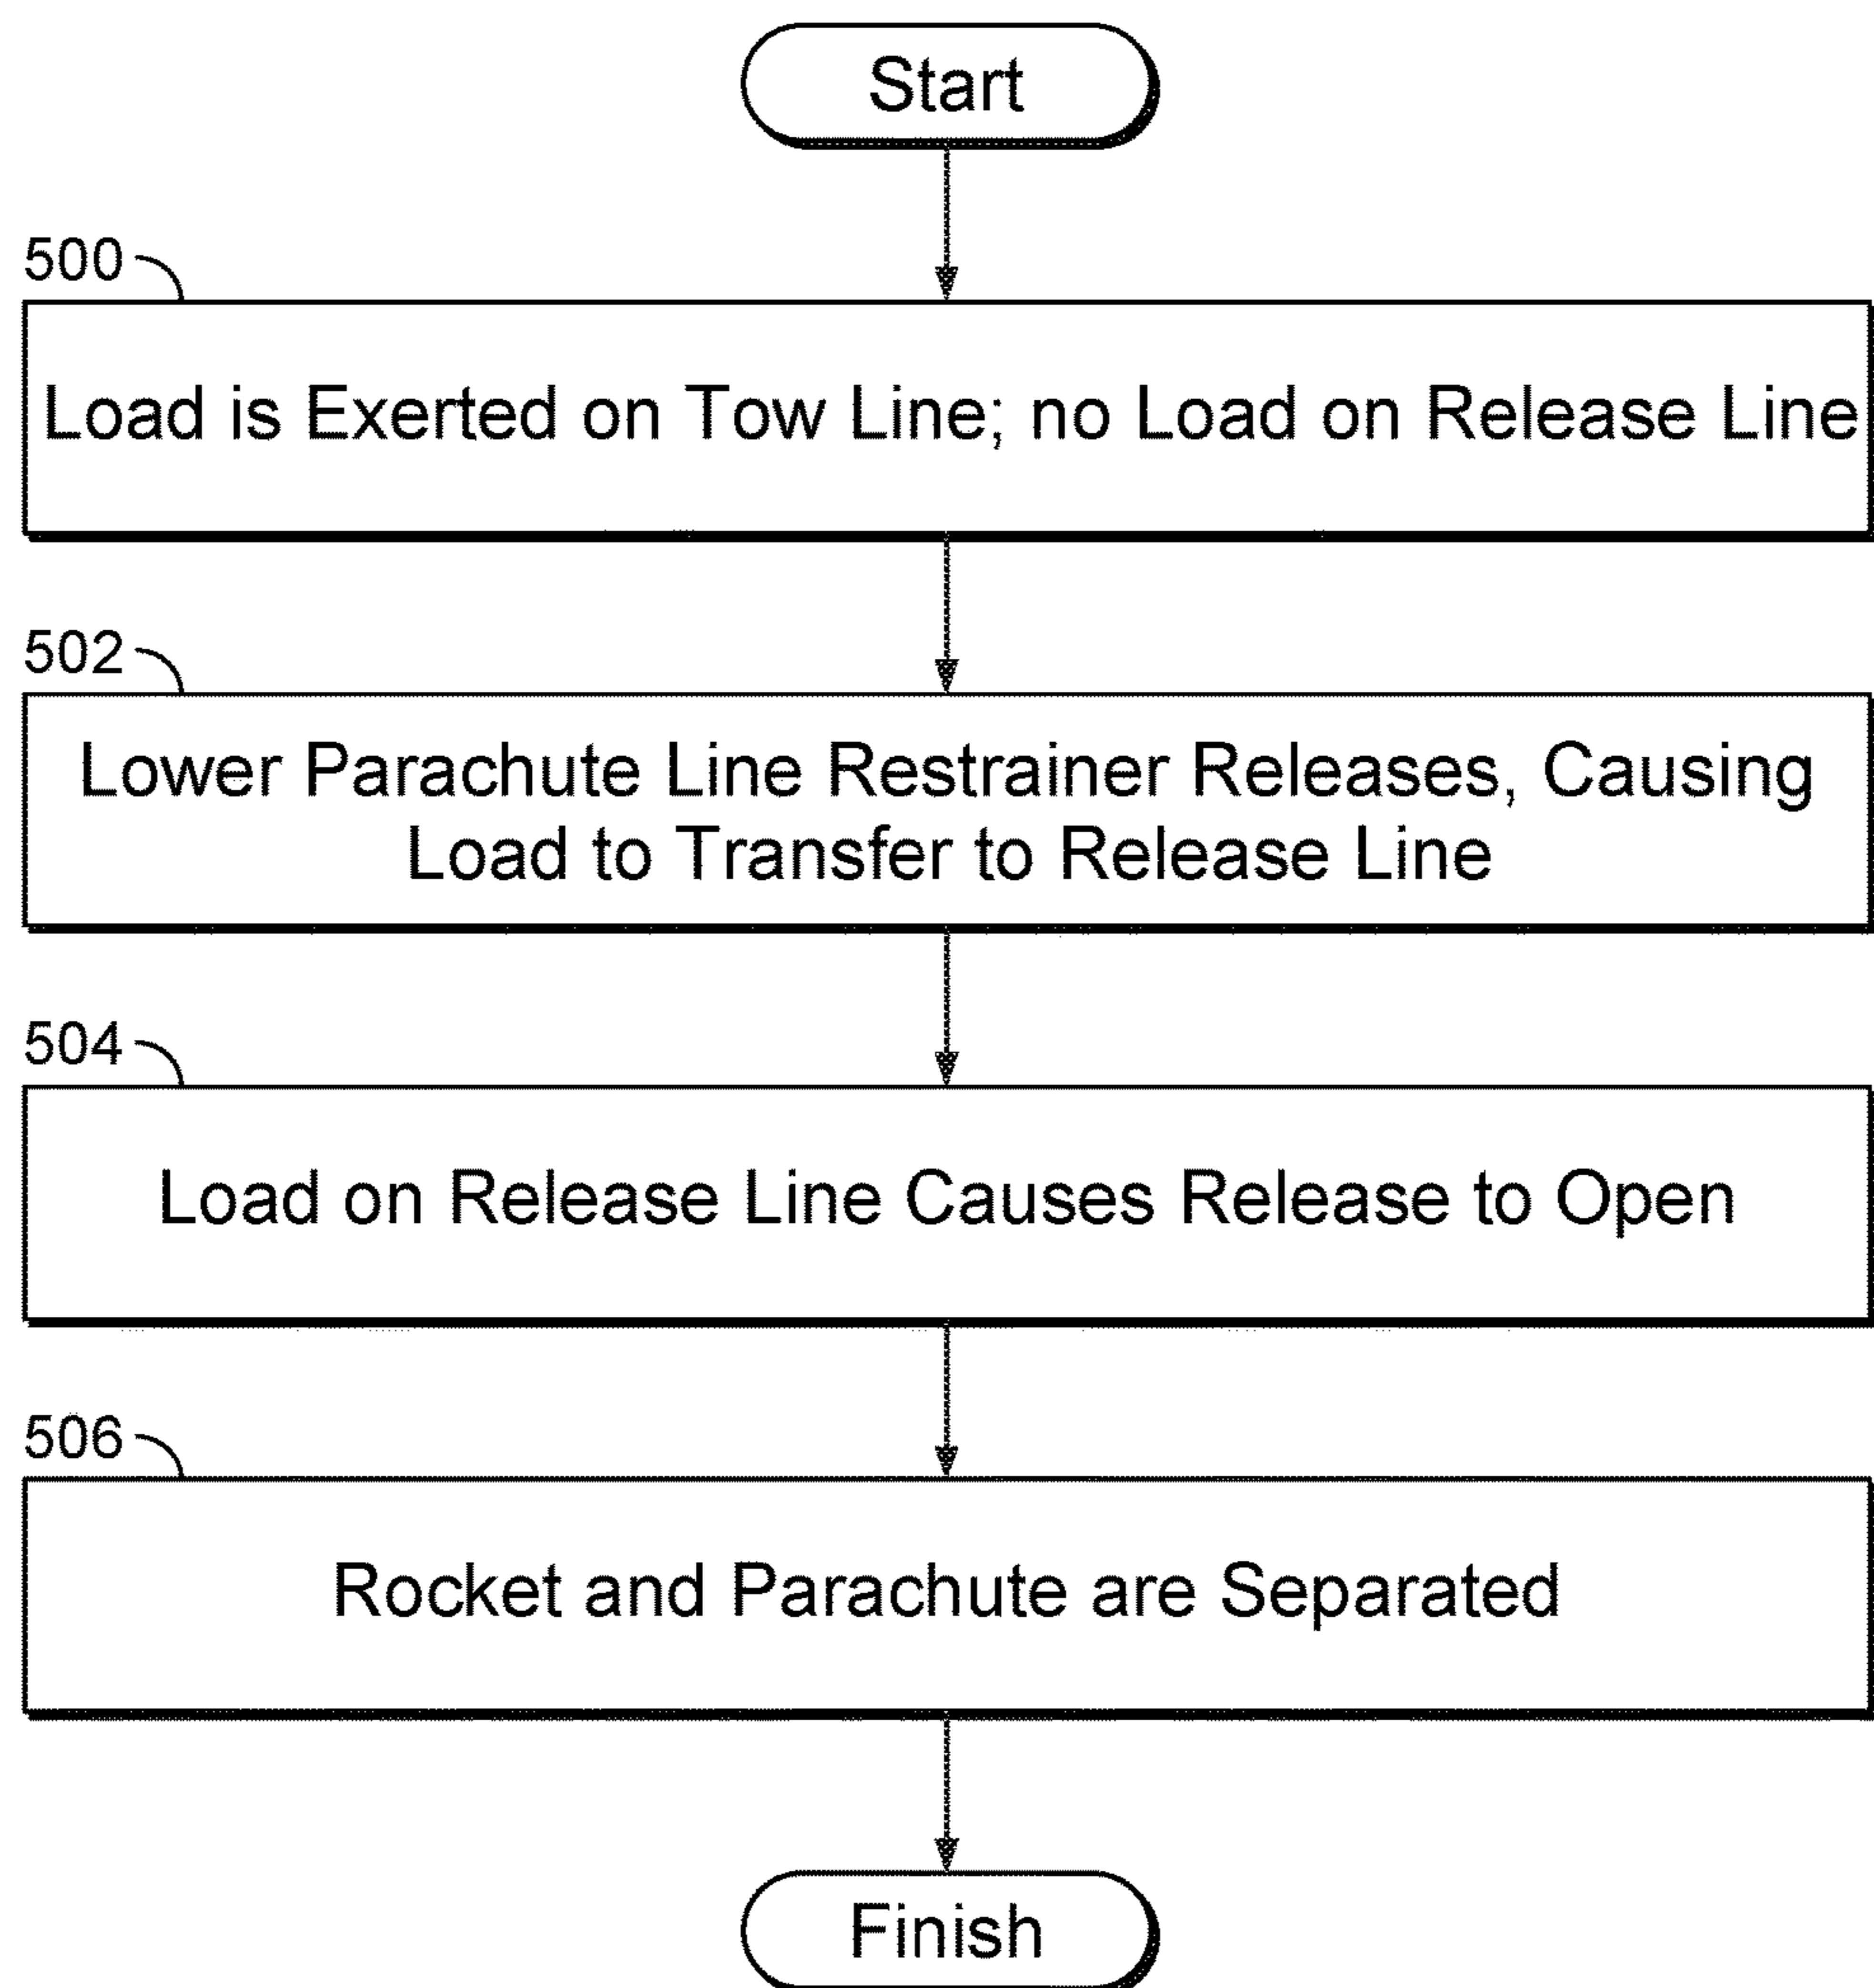 Start
500
Load is Exerted on Tow Line; no Load on Release Line
502
Lower Parachute Line Restrainer Releases, Causing
Load to Transfer to Release Line
504
Load on Release Line Causes Release to Open
506
Rocket and Parachute are Separated
Finish